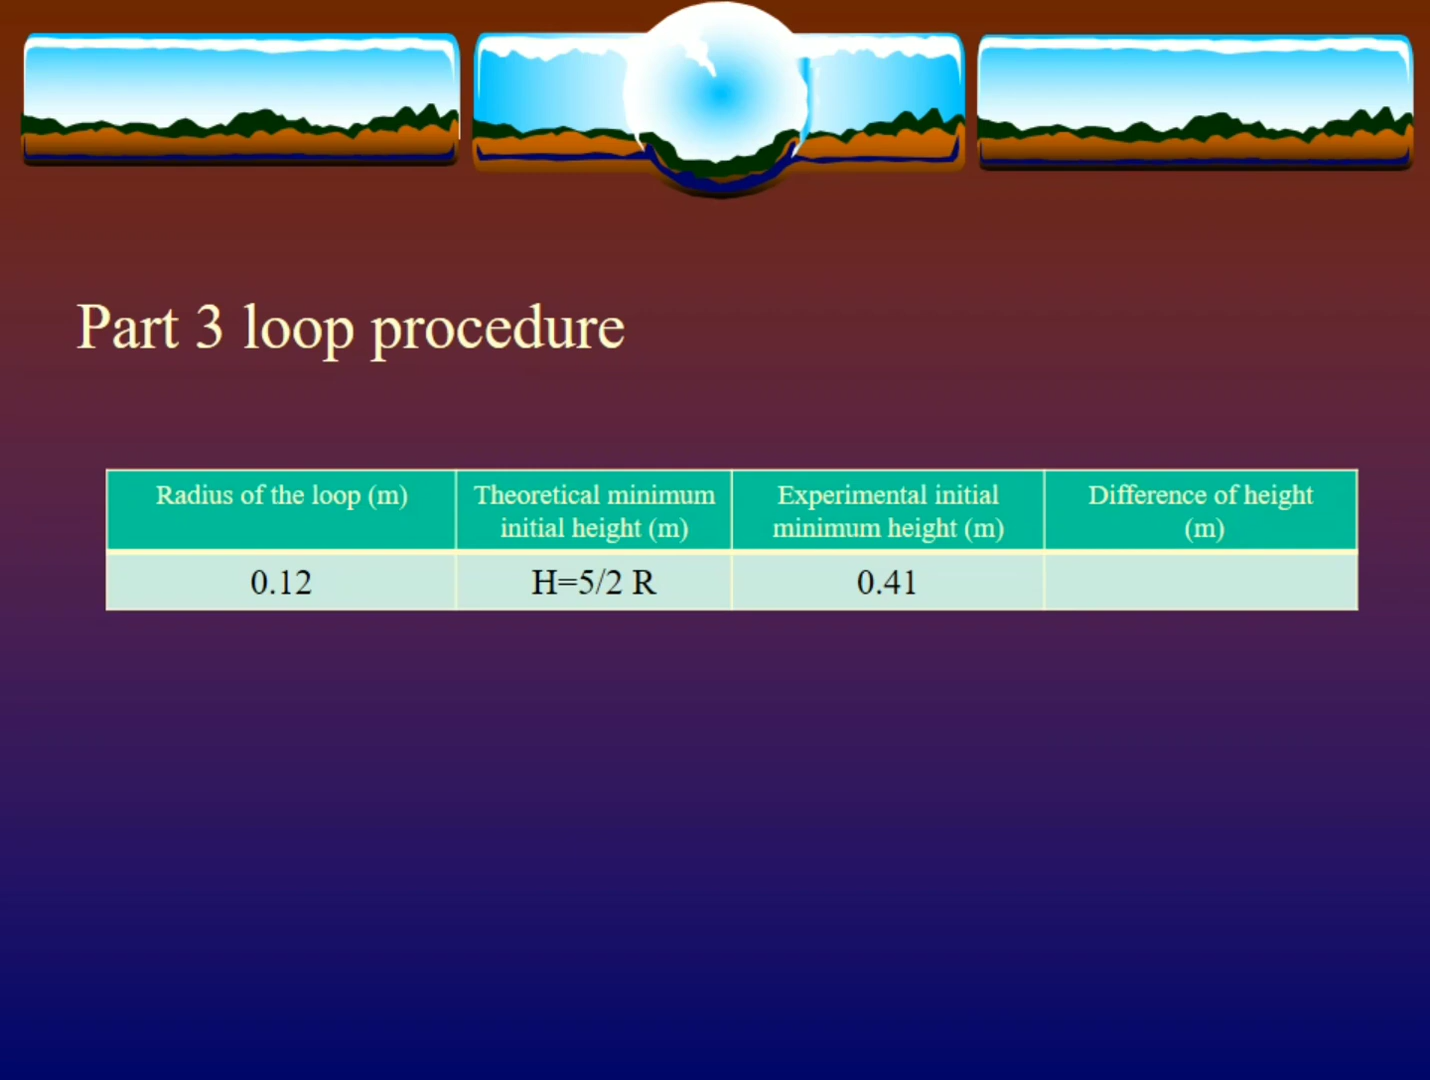 Part 3 loop procedure
Radius of the loop (m)
Theoretical minimum
initial height (m)
Experimental initial
minimum height (m)
Difference of height
(m)
0.12
H=5/2 R
0.41